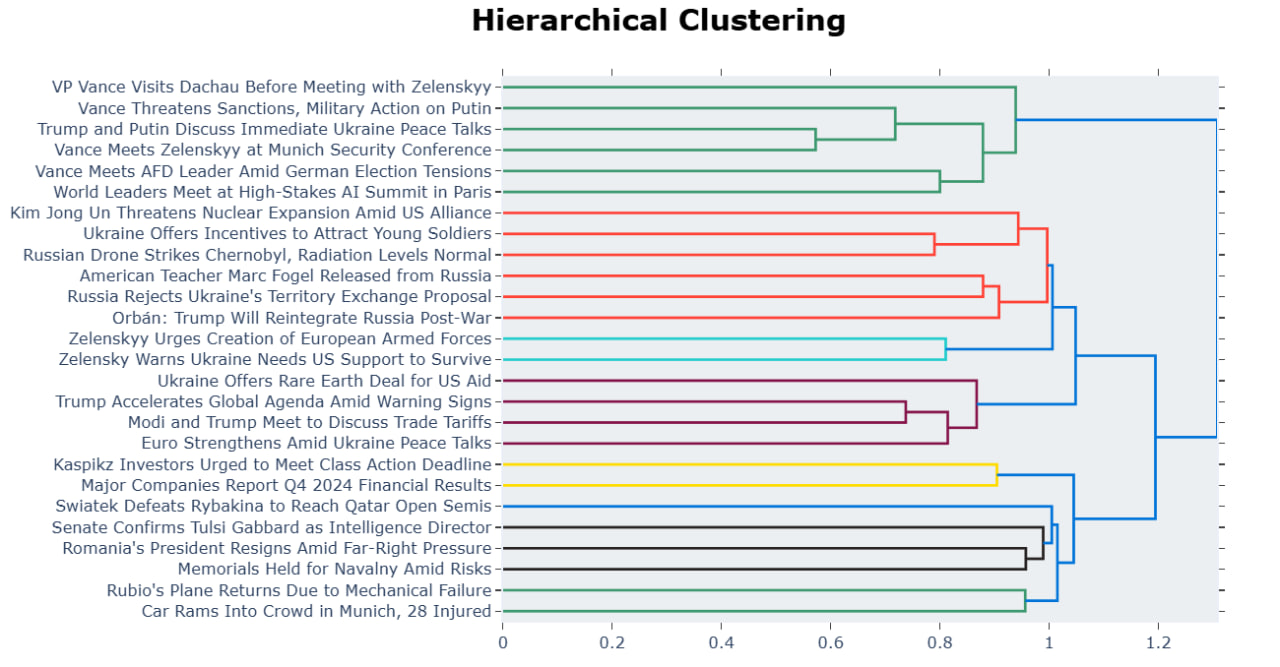 Hierarchical Clustering
VP Vance Visits Dachau Before Meeting with Zelenskyy
Vance Threatens Sanctions, Military Action on Putin
Trump and Putin Discuss Immediate Ukraine Peace Talks
Vance Meets Zelenskyy at Munich Security Conference
Vance Meets AFD Leader Amid German Election Tensions
World Leaders Meet at High-Stakes AI Summit in Paris
Kim Jong Un Threatens Nuclear Expansion Amid US Alliance
Ukraine Offers Incentives to Attract Young Soldiers
Russian Drone Strikes Chernobyl, Radiation Levels Normal
American Teacher Marc Fogel Released from Russia
Russia Rejects Ukraine's Territory Exchange Proposal
Orbán: Trump Will Reintegrate Russia Post-War
Zelenskyy Urges Creation of European Armed Forces
Zelensky Warns Ukraine Needs US Support to Survive
Ukraine Offers Rare Earth Deal for US Aid
Trump Accelerates Global Agenda Amid Warning Signs
Modi and Trump Meet to Discuss Trade Tariffs
Euro Strengthens Amid Ukraine Peace Talks
Kaspikz Investors Urged to Meet Class Action Deadline
Major Companies Report Q4 2024 Financial Results
Swiatek Defeats Rybakina to Reach Qatar Open Semis
Senate Confirms Tulsi Gabbard as Intelligence Director
Romania's President Resigns Amid Far-Right Pressure
Memorials Held for Navalny Amid Risks
Rubio's Plane Returns Due to Mechanical Failure
Car Rams Into Crowd in Munich, 28 Injured
0 0.2 0.4 0.6 0.8 1 1.2